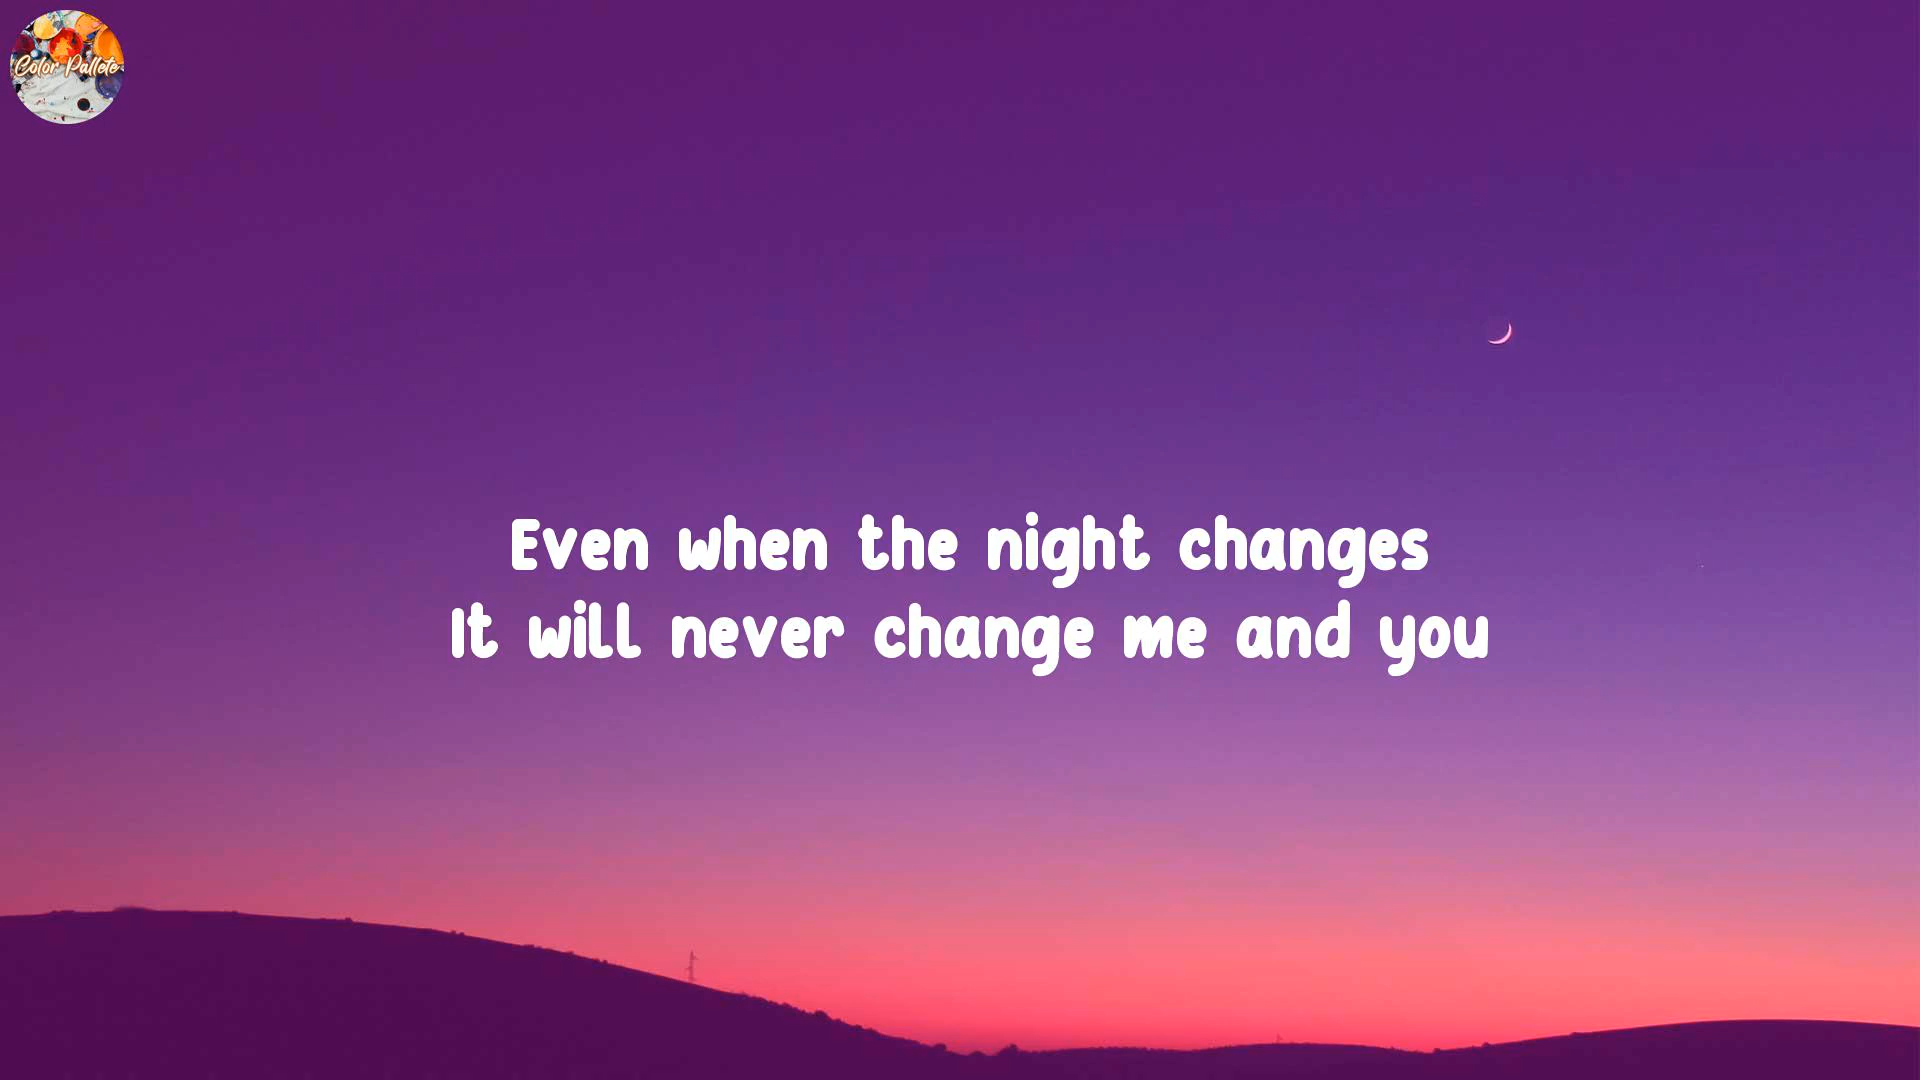 Color Pallete
Even when the night changes
It will never change me and you